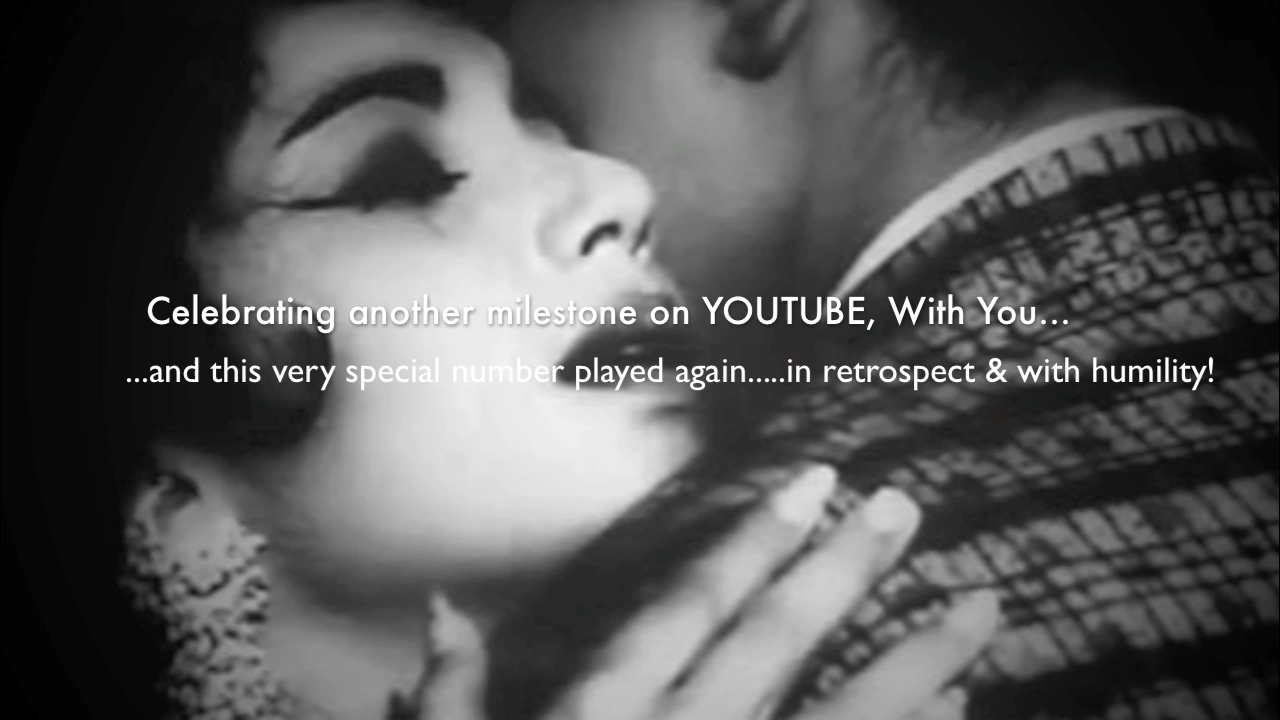 Celebrating another milestone on YOUTUBE, With You...
...and this very special number played again.....in retrospect & with humility!